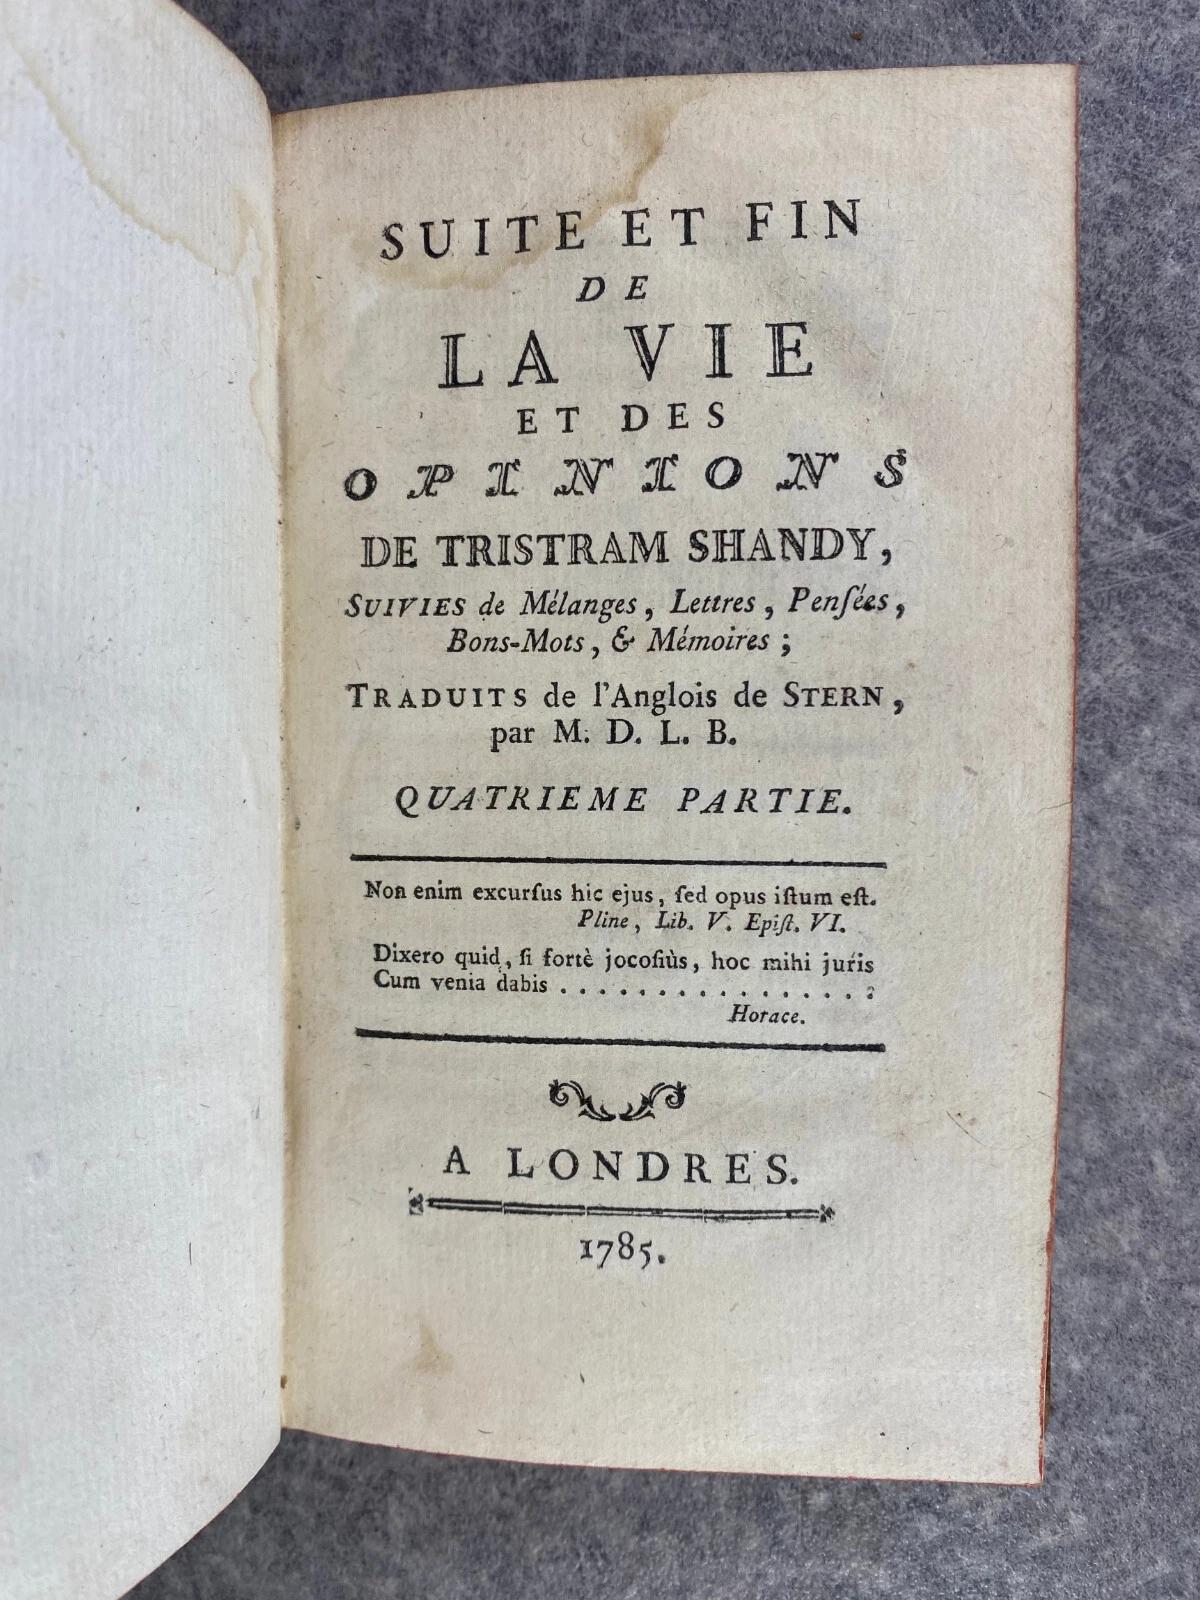 SUITE ET FIN
DE
LA VIE
ET DES
OPINIONS
DE TRISTRAM SHANDY,
SUIVIES de Mélanges, Lettres, Penſées,
Bons-Mots, & Mémoires;
TRADUITS de l'Anglois de STERN,
par M. D. L. B.
QUATRIEME PARTIE.
Non enim excurſus hic ejus, ſed opus iſtum eſt.
Pline, Lib. V. Epiſt. VI.
Dixero quid, ſi fortè jocoſiùs, hoc mihi juris
Cum venia dabis . . . . . . . . . . . . . . . . ?
Horace.
A LONDRES.
1785.